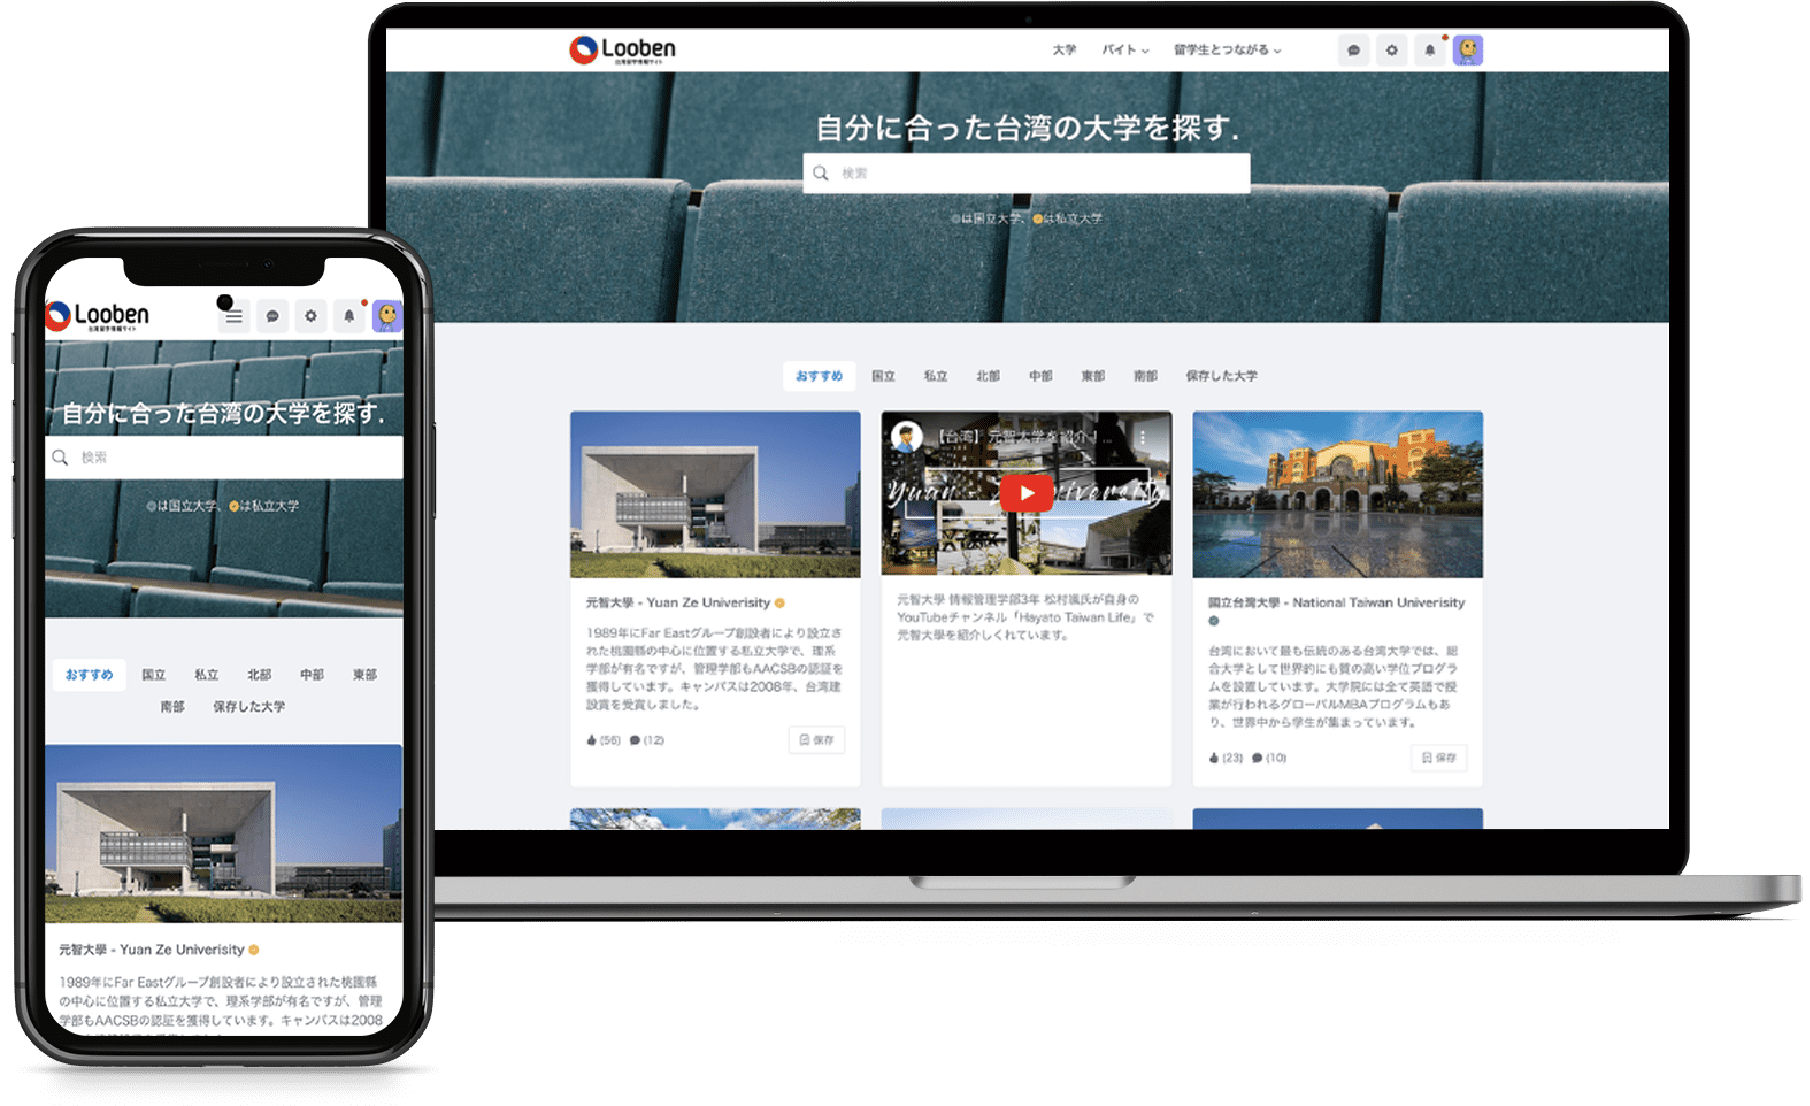 Looben
台湾留学情報サイト
大学
バイト
留学生とつながる
自分に合った台湾の大学を探す.
検索
は国立大学、は私立大学
おすすめ
国立
私立
北部
中部
東部
南部
保存した大学
元智大學 - Yuan Ze Univerisity
1989年にFar Eastグループ創設者により設立さ
れた桃園縣の中心に位置する私立大学で、理系
学部が有名ですが、管理学部もAACSBの認証を
獲得しています。キャンパスは2008年、台湾建
設賞を受賞しました。
(56)
(12)
保存
【台湾】元智大学を紹介！...
Yuan - Ze University
元智大學 情報管理学部3年 松村颯氏が自身の
YouTubeチャンネル「Hayato Taiwan Life」で
元智大學を紹介しくれています。
國立台灣大學 - National Taiwan Univerisity
台湾において最も伝統のある台湾大学では、総
合大学として世界的にも質の高い学位プログラ
ムを設置しています。大学院には全て英語で授
業が行われるグローバルMBAプログラムもあ
り、世界中から学生が集まっています。
(23)
(10)
保存
Looben
台湾留学情報サイト
自分に合った台湾の大学を探す.
検索
は国立大学、は私立大学
おすすめ
国立
私立
北部
中部
東部
南部
保存した大学
元智大學 - Yuan Ze Univerisity
1989年にFar Eastグループ創設者により設立された桃園縣
の中心に位置する私立大学で、理系学部が有名ですが、管理
学部もAACSBの認証を獲得しています。キャンパスは2008